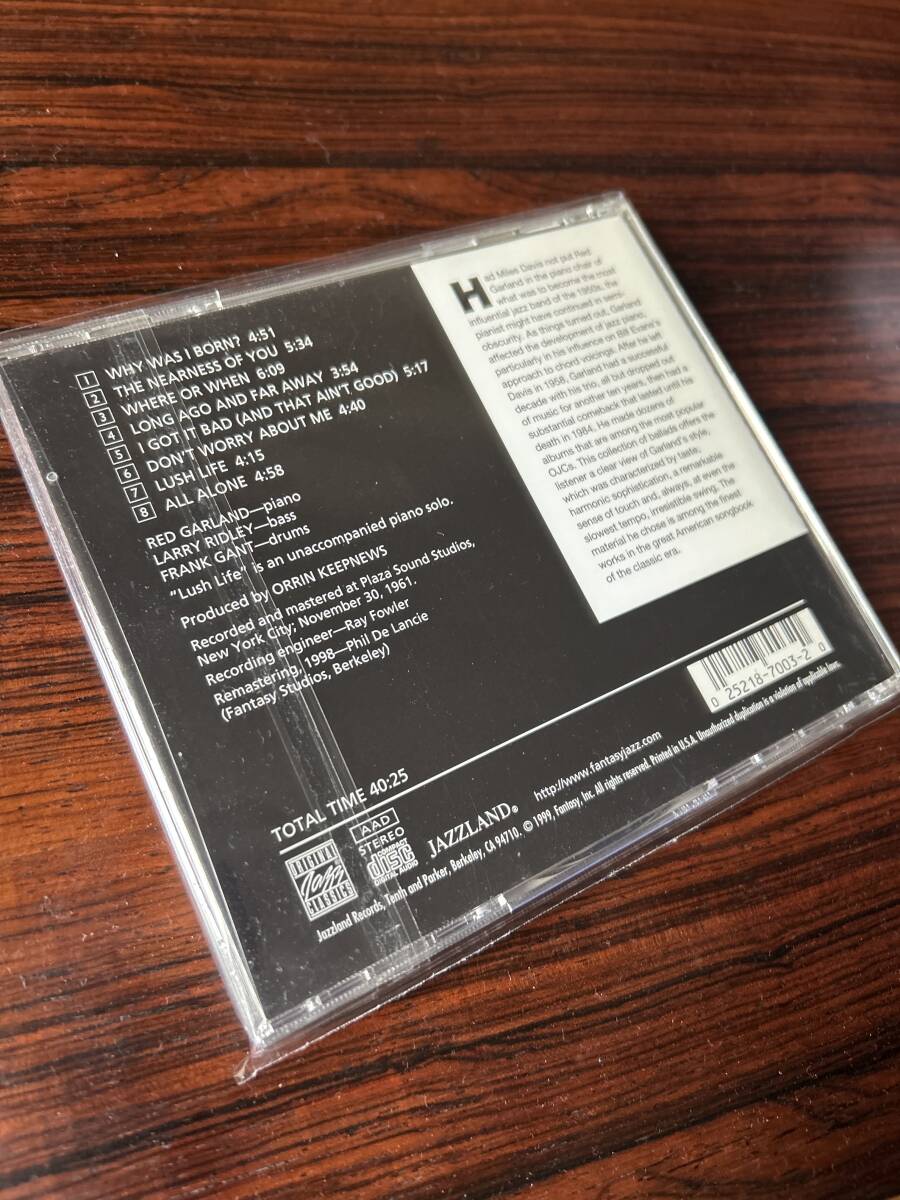 1 WHY WAS I BORN? 4:51
2 THE NEARNESS OF YOU 5:34
3 WHERE OR WHEN 6:09
4 LONG AGO AND FAR AWAY 3:54
5 I GOT IT BAD (AND THAT AIN'T GOOD) 5:17
6 DON'T WORRY ABOUT ME 4:40
7 LUSH LIFE 4:15
8 ALL ALONE 4:58
RED GARLAND—piano
LARRY RIDLEY—bass
FRANK GANT—drums
"Lush Life" is an unaccompanied piano solo.
Produced by ORRIN KEEPNEWS
Recorded and mastered at Plaza Sound Studios,
New York City; November 30, 1961.
Recording engineer—Ray Fowler
Remastering, 1998—Phil De Lancie
(Fantasy Studios, Berkeley)
Had Miles Davis not put Red
Garland in the piano chair of
what was to become the most
influential jazz band of the 1950s, the
pianist might have continued in semi-
obscurity. As things turned out, Garland
affected the development of jazz piano,
particularly in his influence on Bill Evans's
approach to chord voicings. After he left
Davis in 1958, Garland had a successful
decade with his trio, all but dropped out
of music for another ten years, then had a
substantial comeback that lasted until his
death in 1984. He made dozens of
albums that are among the most popular
OJCs. This collection of ballads offers the
listener a clear view of Garland's style,
which was characterized by taste,
harmonic sophistication, a remarkable
sense of touch and, always, at even the
slowest tempo, irresistible swing. The
material he chose is among the finest
works in the great American songbook
of the classic era.
0 25218-7003-2 0
TOTAL TIME 40:25
ORIGINAL
Jazz
CLASSICS
AAD
STEREO
COMPACT
disc
DIGITAL AUDIO
JAZZLAND®
http://www.fantasyjazz.com
Jazzland Records, Tenth and Parker, Berkeley, CA 94710. © 1999, Fantasy, Inc. All rights reserved. Printed in U.S.A. Unauthorized duplication is a violation of applicable laws.